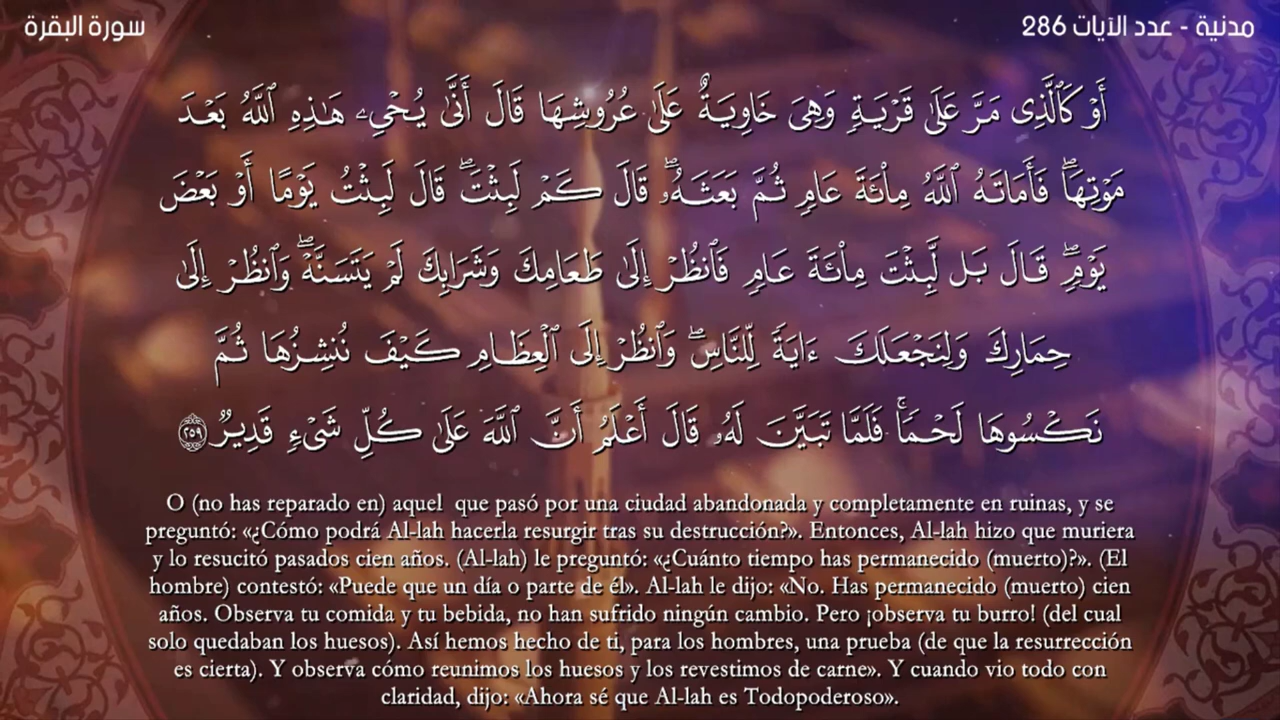 مدنية - عدد الآيات 286
سورة البقرة
أَوۡ كَٱلَّذِي مَرَّ عَلَىٰ قَرۡيَةٖ وَهِيَ خَاوِيَةٌ عَلَىٰ عُرُوشِهَا قَالَ أَنَّىٰ يُحۡيِۦ هَٰذِهِ ٱللَّهُ بَعۡدَ
مَوۡتِهَاۖ فَأَمَاتَهُ ٱللَّهُ مِاْئَةَ عَامٖ ثُمَّ بَعَثَهُۥۖ قَالَ كَمۡ لَبِثۡتَۖ قَالَ لَبِثۡتُ يَوۡمًا أَوۡ بَعۡضَ
يَوۡمٖۖ قَالَ بَل لَّبِثۡتَ مِاْئَةَ عَامٖ فَٱنظُرۡ إِلَىٰ طَعَامِكَ وَشَرَابِكَ لَمۡ يَتَسَنَّهۡۖ وَٱنظُرۡ إِلَىٰ
حِمَارِكَ وَلِنَجۡعَلَكَ ءَايَةٗ لِّلنَّاسِۖ وَٱنظُرۡ إِلَى ٱلۡعِظَامِ كَيۡفَ نُنشِزُهَا ثُمَّ
نَكۡسُوهَا لَحۡمٗاۚ فَلَمَّا تَبَيَّنَ لَهُۥ قَالَ أَعۡلَمُ أَنَّ ٱللَّهَ عَلَىٰ كُلِّ شَيۡءٖ قَدِيرٞ ٢٥٩
O (no has reparado en) aquel  que pasó por una ciudad abandonada y completamente en ruinas, y se
preguntó: «¿Cómo podrá Al-lah hacerla resurgir tras su destrucción?». Entonces, Al-lah hizo que muriera
y lo resucitó pasados cien años. (Al-lah) le preguntó: «¿Cuánto tiempo has permanecido (muerto)?». (El
hombre) contestó: «Puede que un día o parte de él». Al-lah le dijo: «No. Has permanecido (muerto) cien
años. Observa tu comida y tu bebida, no han sufrido ningún cambio. Pero ¡observa tu burro! (del cual
solo quedaban los huesos). Así hemos hecho de ti, para los hombres, una prueba (de que la resurrección
es cierta). Y observa cómo reunimos los huesos y los revestimos de carne». Y cuando vio todo con
claridad, dijo: «Ahora sé que Al-lah es Todopoderoso».